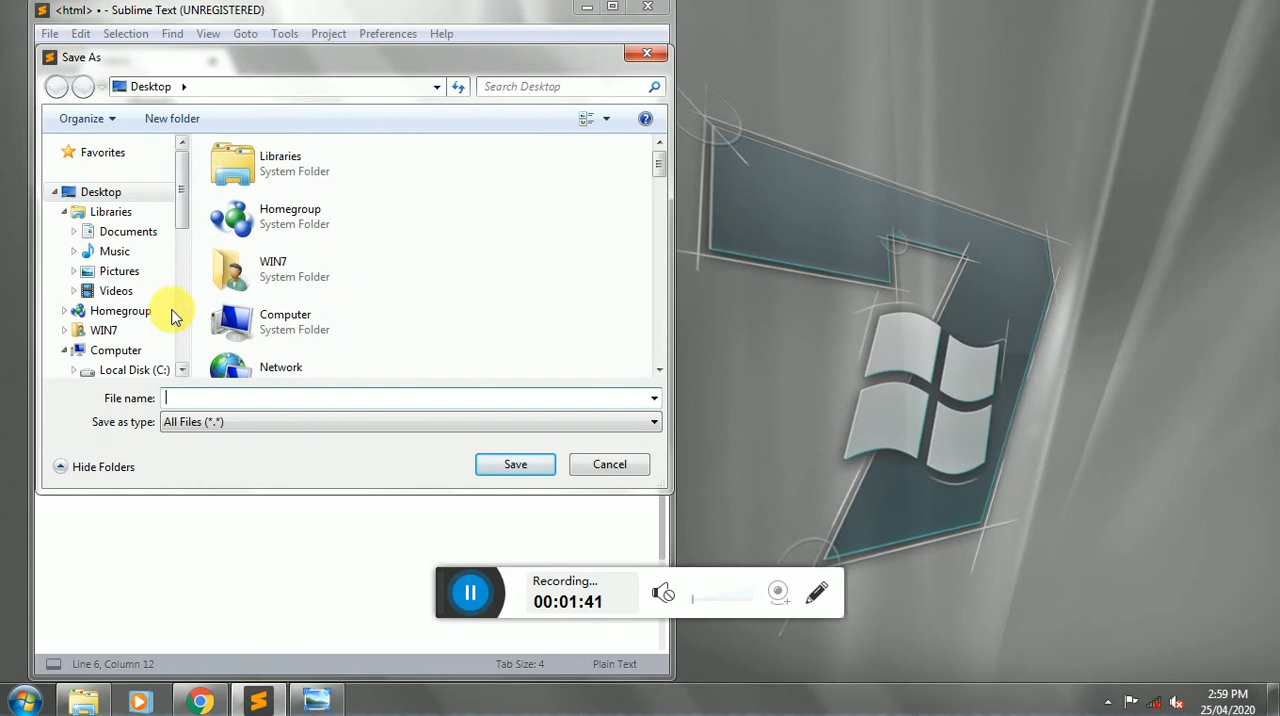 <html> • - Sublime Text (UNREGISTERED)
File Edit Selection Find View Goto Tools Project Preferences Help
Save As
Desktop
Search Desktop
Organize
New folder
Favorites
Desktop
Libraries
Documents
Music
Pictures
Videos
Homegroup
WIN7
Computer
Local Disk (C:)
Libraries
System Folder
Homegroup
System Folder
WIN7
System Folder
Computer
System Folder
Network
File name:
Save as type: All Files (*.*)
Hide Folders
Save
Cancel
Recording...
00:01:41
Line 6, Column 12
Tab Size: 4
Plain Text
2:59 PM
25/04/2020